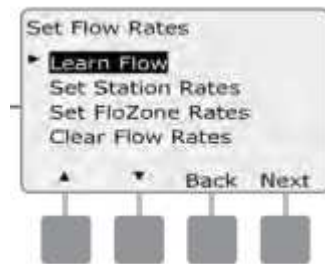 Set Flow Rates
Learn Flow
Set Station Rates
Set FloZone Rates
Clear Flow Rates
Back Next